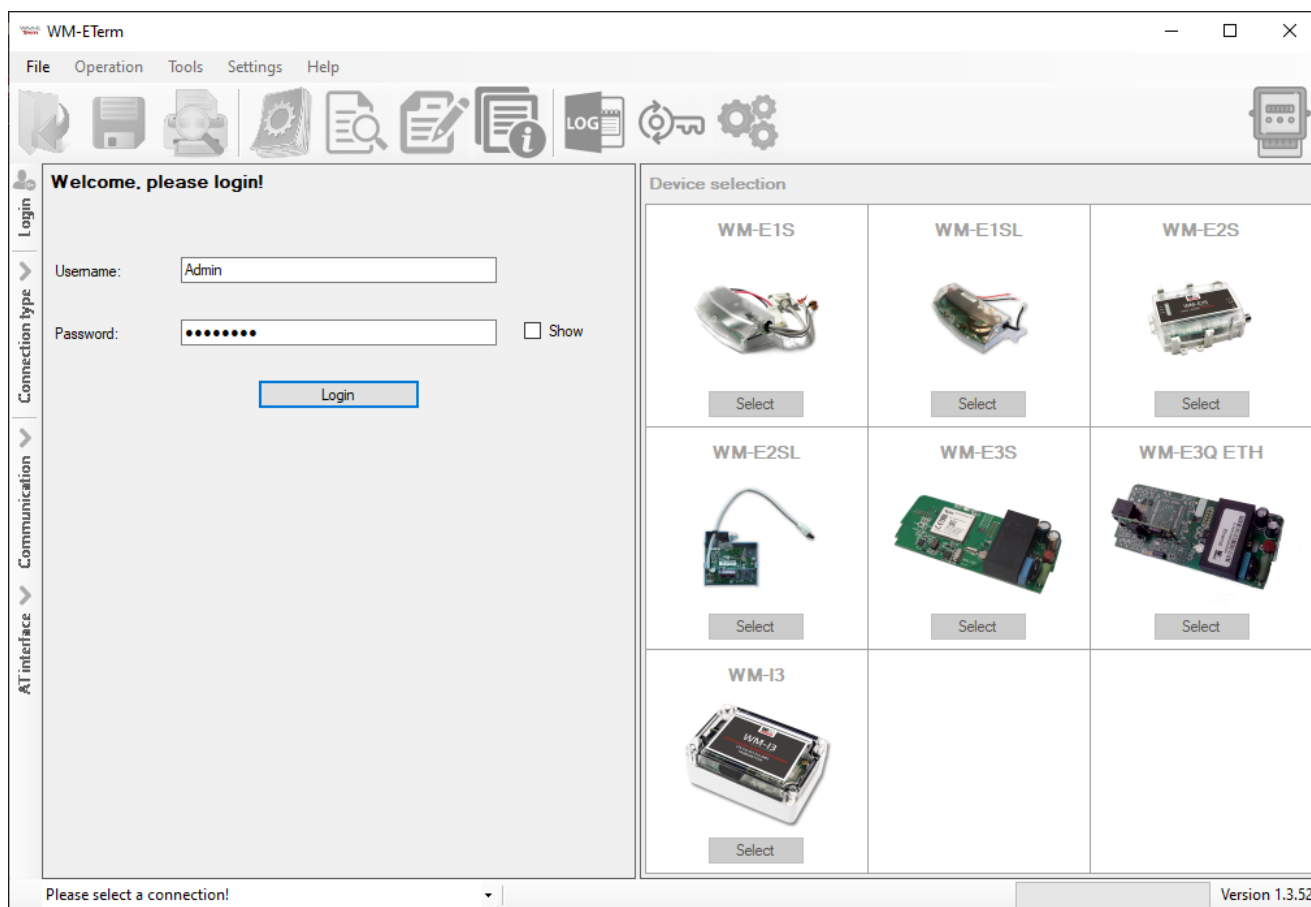 WM-ETerm
File Operation Tools Settings Help
LOG
Login
Connection type
Communication
AT interface
Welcome, please login!
Username: Admin
Password: ●●●●●●●● Show
Login
Device selection
WM-E1S WM-E1SL WM-E2S
Select Select Select
WM-E2SL WM-E3S WM-E3Q ETH
Select Select Select
WM-I3
WM-I3
Select
Please select a connection!
Version 1.3.52